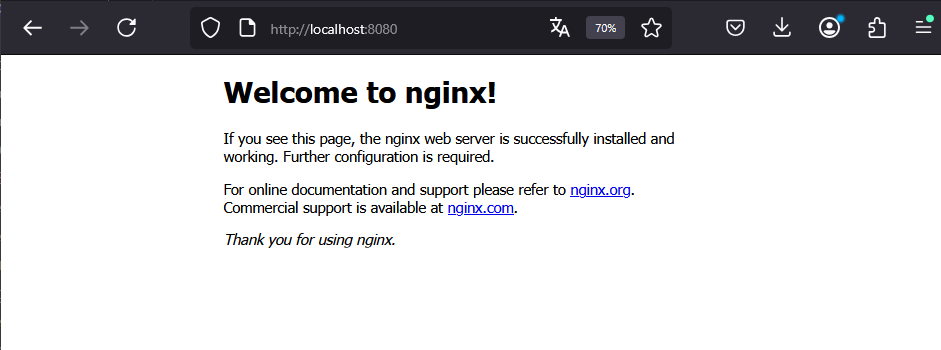 http://localhost:8080
70%
Welcome to nginx!
If you see this page, the nginx web server is successfully installed and
working. Further configuration is required.
For online documentation and support please refer to nginx.org.
Commercial support is available at nginx.com.
Thank you for using nginx.